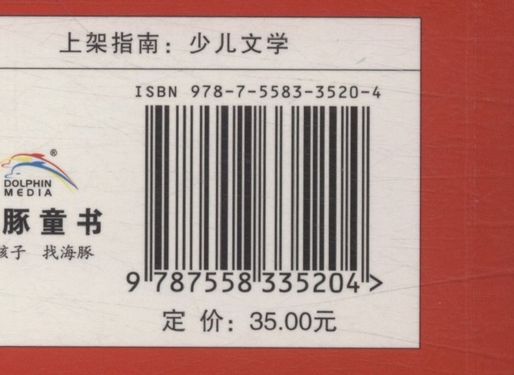 上架指南：少儿文学
ISBN 978-7-5583-3520-4
®
DOLPHIN
MEDIA
豚童书
孩子 找海豚
9 787558 335204 >
定 价：35.00元